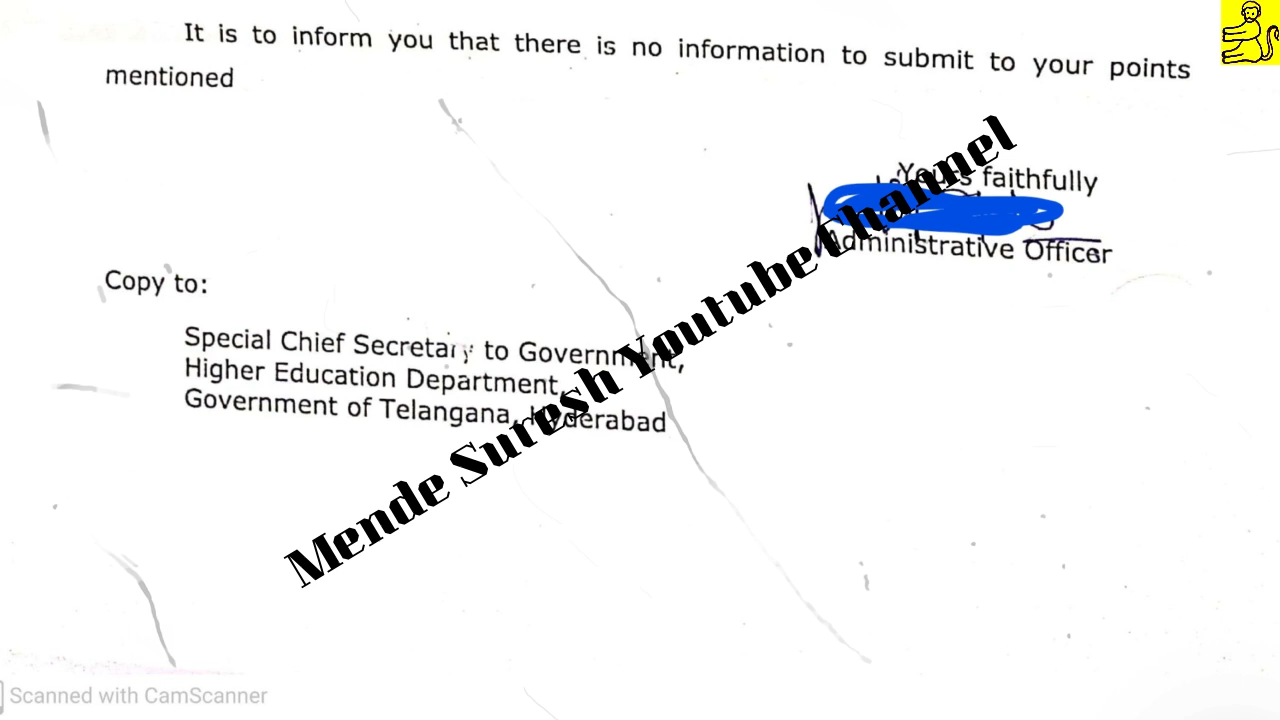 It is to inform you that there is no information to submit to your points
mentioned
Yours faithfully
Administrative Officer
Copy to:
Special Chief Secretary to Government,
Higher Education Department,
Government of Telangana, Hyderabad
Mende Suresh Youtube Channel
Scanned with CamScanner